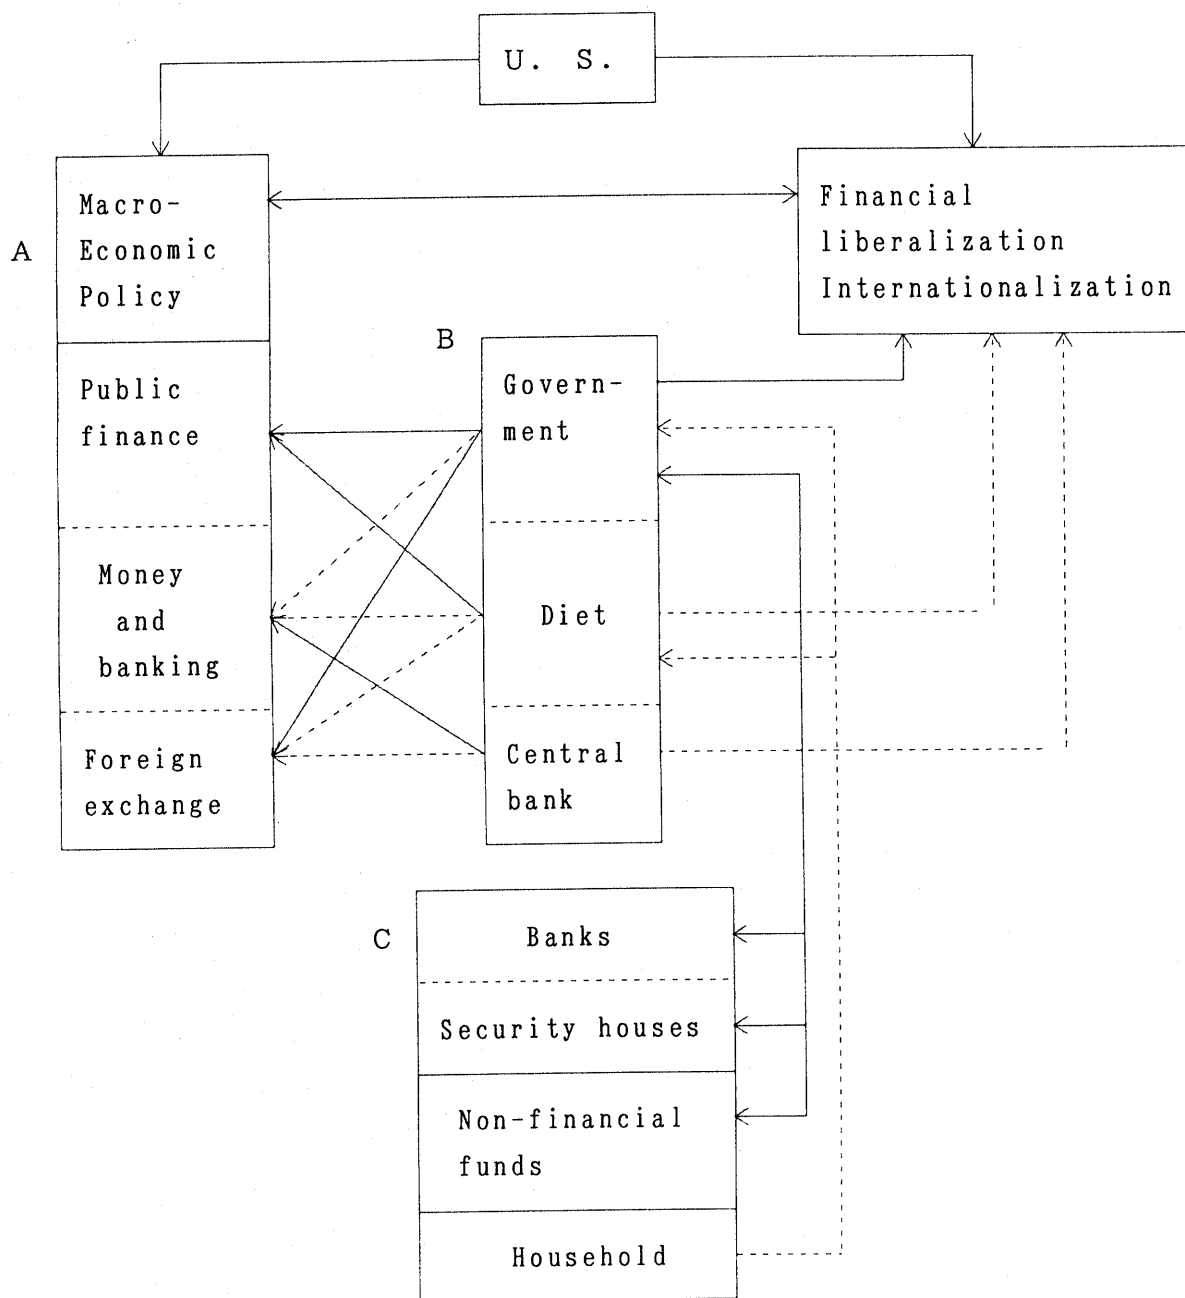 U. S.
A
Macro-
Economic
Policy
Public
finance
Money
and
banking
Foreign
exchange
Financial
liberalization
Internationalization
B
Govern-
ment
Diet
Central
bank
C
Banks
Security houses
Non-financial
funds
Household